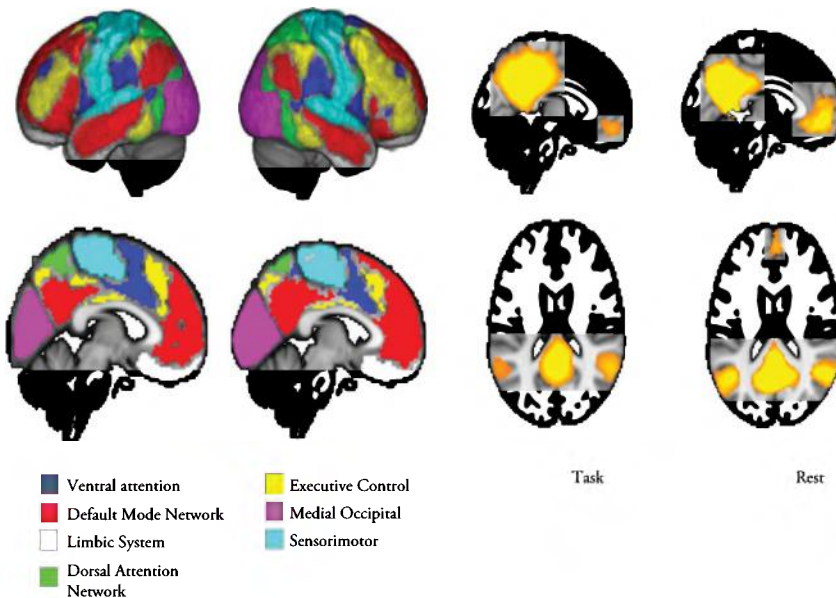 Task
Rest
Ventral attention
Default Mode Network
Limbic System
Dorsal Attention
Network
Executive Control
Medial Occipital
Sensorimotor